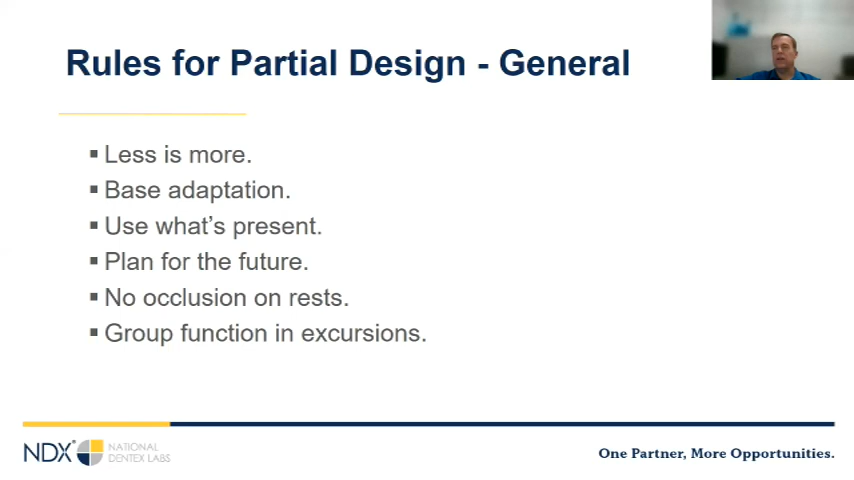 Rules for Partial Design - General
▪ Less is more.
▪ Base adaptation.
▪ Use what’s present.
▪ Plan for the future.
▪ No occlusion on rests.
▪ Group function in excursions.
NDX®
NATIONAL
DENTEX LABS
One Partner, More Opportunities.